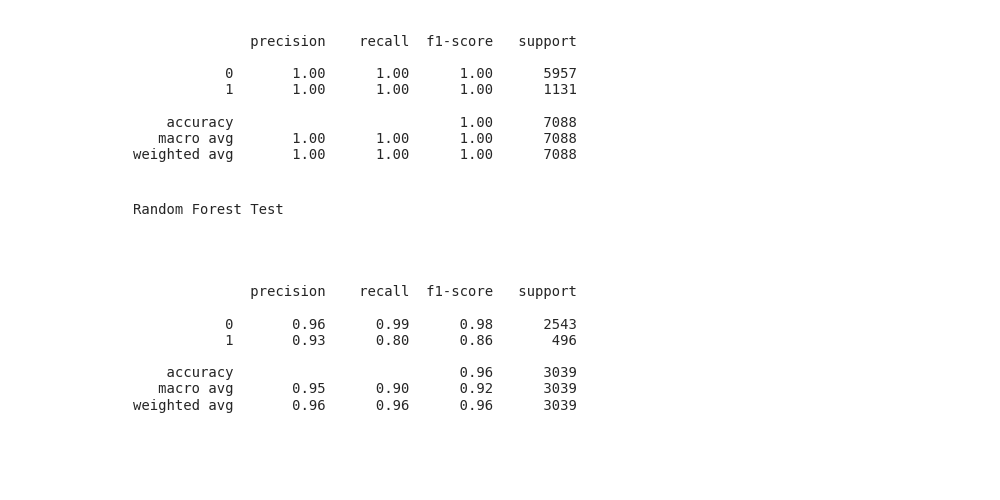 precision recall f1-score support
0 1.00 1.00 1.00 5957
1 1.00 1.00 1.00 1131
accuracy 1.00 7088
macro avg 1.00 1.00 1.00 7088
weighted avg 1.00 1.00 1.00 7088
Random Forest Test
precision recall f1-score support
0 0.96 0.99 0.98 2543
1 0.93 0.80 0.86 496
accuracy 0.96 3039
macro avg 0.95 0.90 0.92 3039
weighted avg 0.96 0.96 0.96 3039